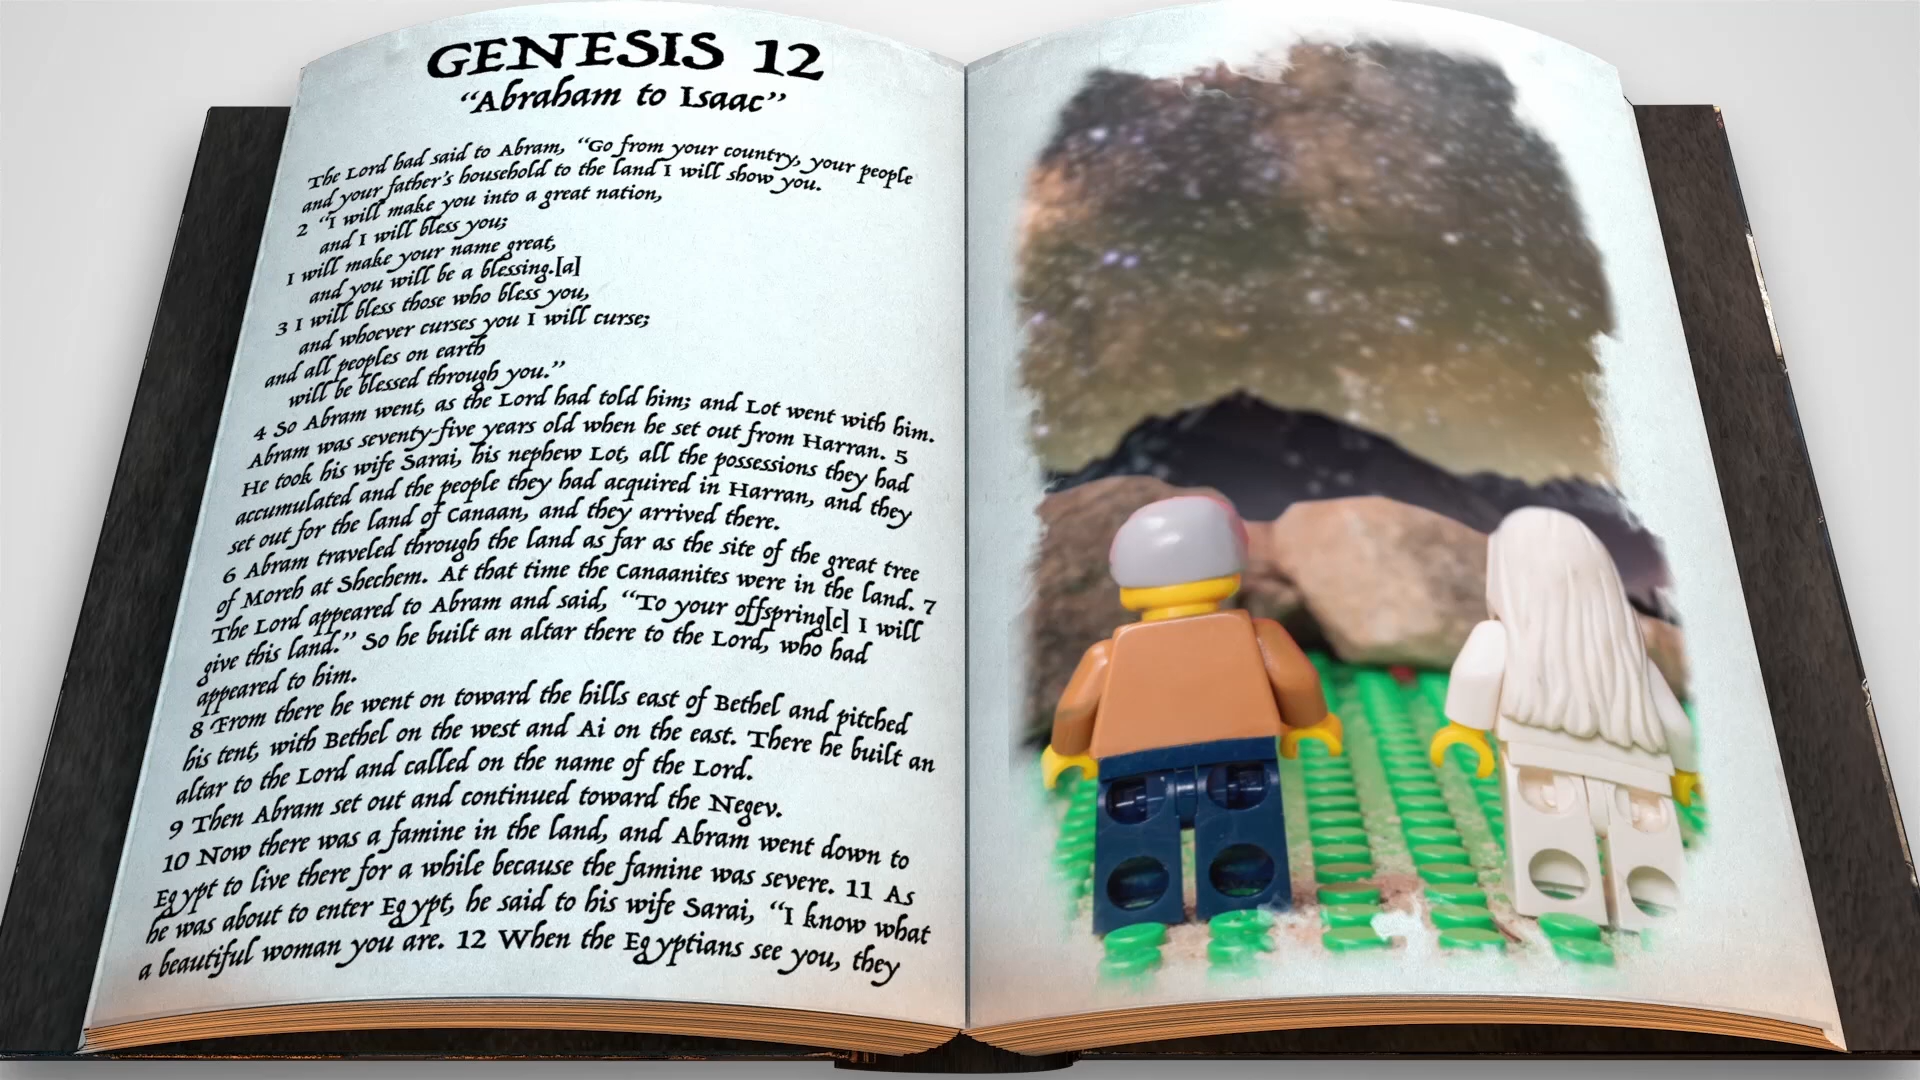 GENESIS 12
“Abraham to Isaac”
The Lord had said to Abram, “Go from your country, your people
and your father’s household to the land I will show you.
2 “I will make you into a great nation,
and I will bless you;
I will make your name great,
and you will be a blessing.[a]
3 I will bless those who bless you,
and whoever curses you I will curse;
and all peoples on earth
will be blessed through you.”
4 So Abram went, as the Lord had told him; and Lot went with him.
Abram was seventy-five years old when he set out from Harran. 5
He took his wife Sarai, his nephew Lot, all the possessions they had
accumulated and the people they had acquired in Harran, and they
set out for the land of Canaan, and they arrived there.
6 Abram traveled through the land as far as the site of the great tree
of Moreh at Shechem. At that time the Canaanites were in the land. 7
The Lord appeared to Abram and said, “To your offspring[c] I will
give this land.” So he built an altar there to the Lord, who had
appeared to him.
8 From there he went on toward the hills east of Bethel and pitched
his tent, with Bethel on the west and Ai on the east. There he built an
altar to the Lord and called on the name of the Lord.
9 Then Abram set out and continued toward the Negev.
10 Now there was a famine in the land, and Abram went down to
Egypt to live there for a while because the famine was severe. 11 As
he was about to enter Egypt, he said to his wife Sarai, “I know what
a beautiful woman you are. 12 When the Egyptians see you, they